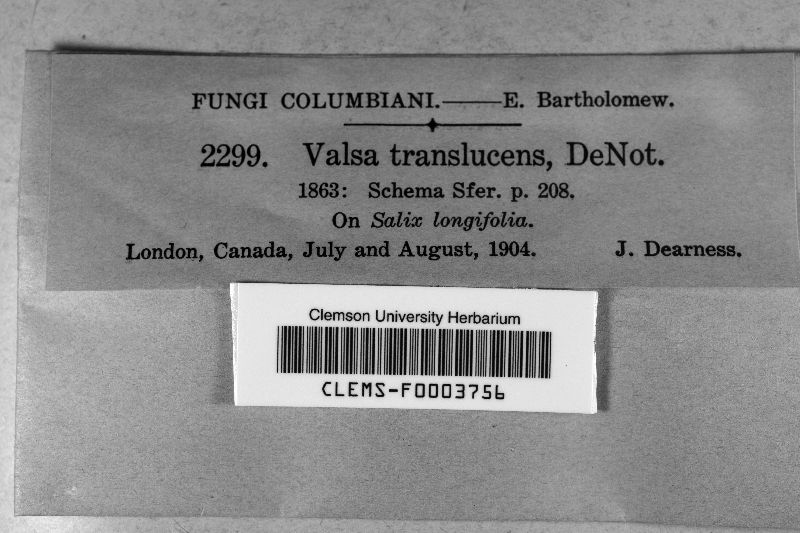 FUNGI COLUMBIANI.——E. Bartholomew.
2299. Valsa translucens, DeNot.
1863: Schema Sfer. p. 208.
On Salix longifolia.
London, Canada, July and August, 1904. J. Dearness.
Clemson University Herbarium
CLEMS-F0003756